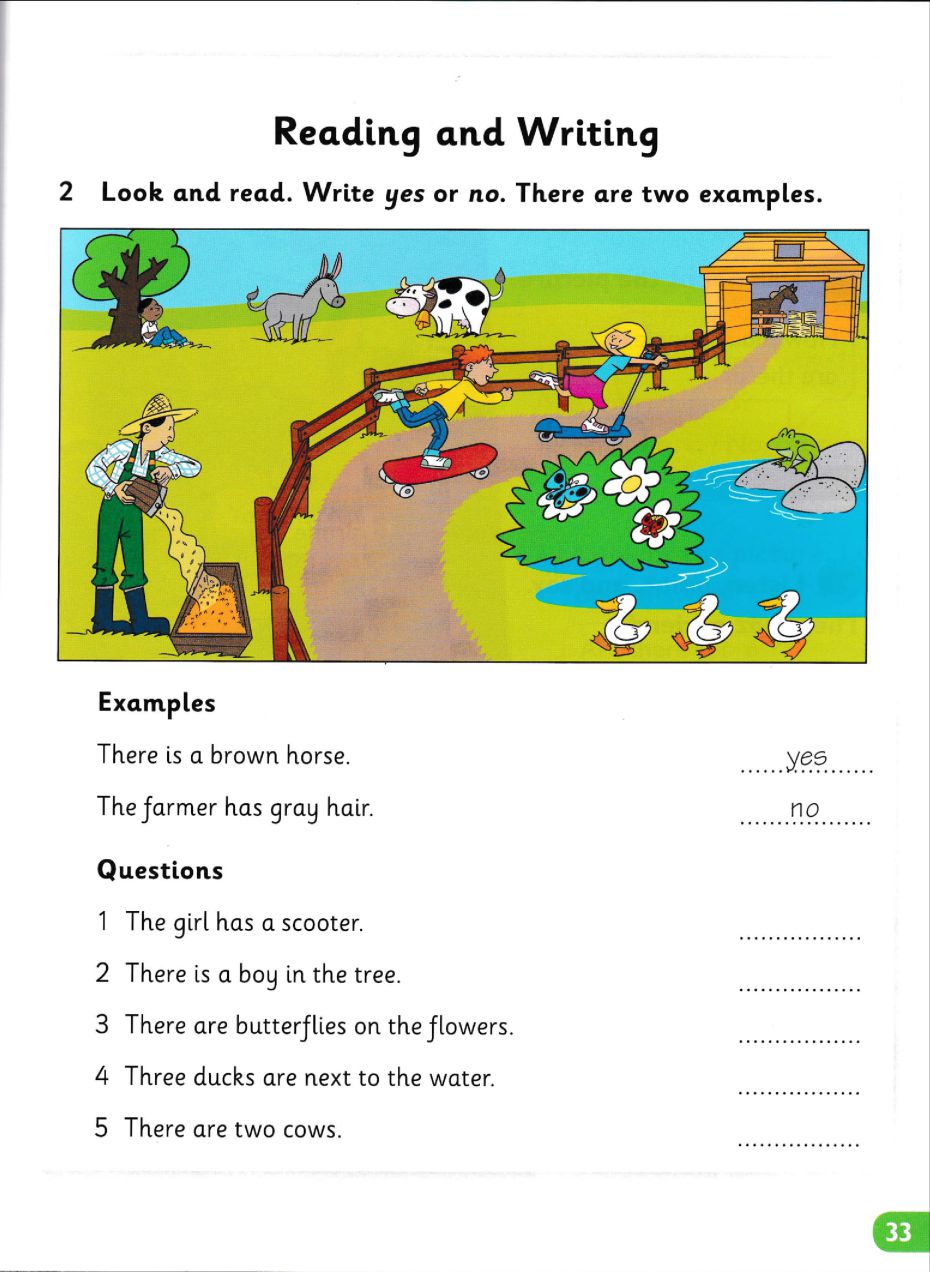 Reading and Writing
2 Look and read. Write yes or no. There are two examples.
Examples
There is a brown horse. yes
The farmer has gray hair. no
Questions
1 The girl has a scooter. .................
2 There is a boy in the tree. .................
3 There are butterflies on the flowers. .................
4 Three ducks are next to the water. .................
5 There are two cows. .................
33